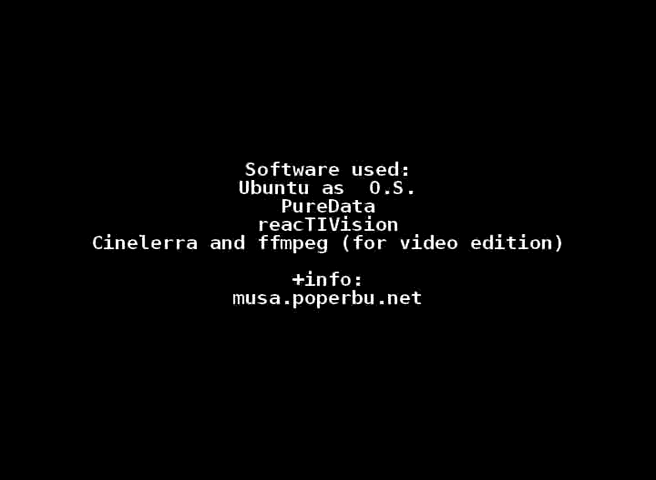 Software used:
Ubuntu as  O.S.
PureData
reacTIVision
Cinelerra and ffmpeg (for video edition)
+info:
musa.poperbu.net